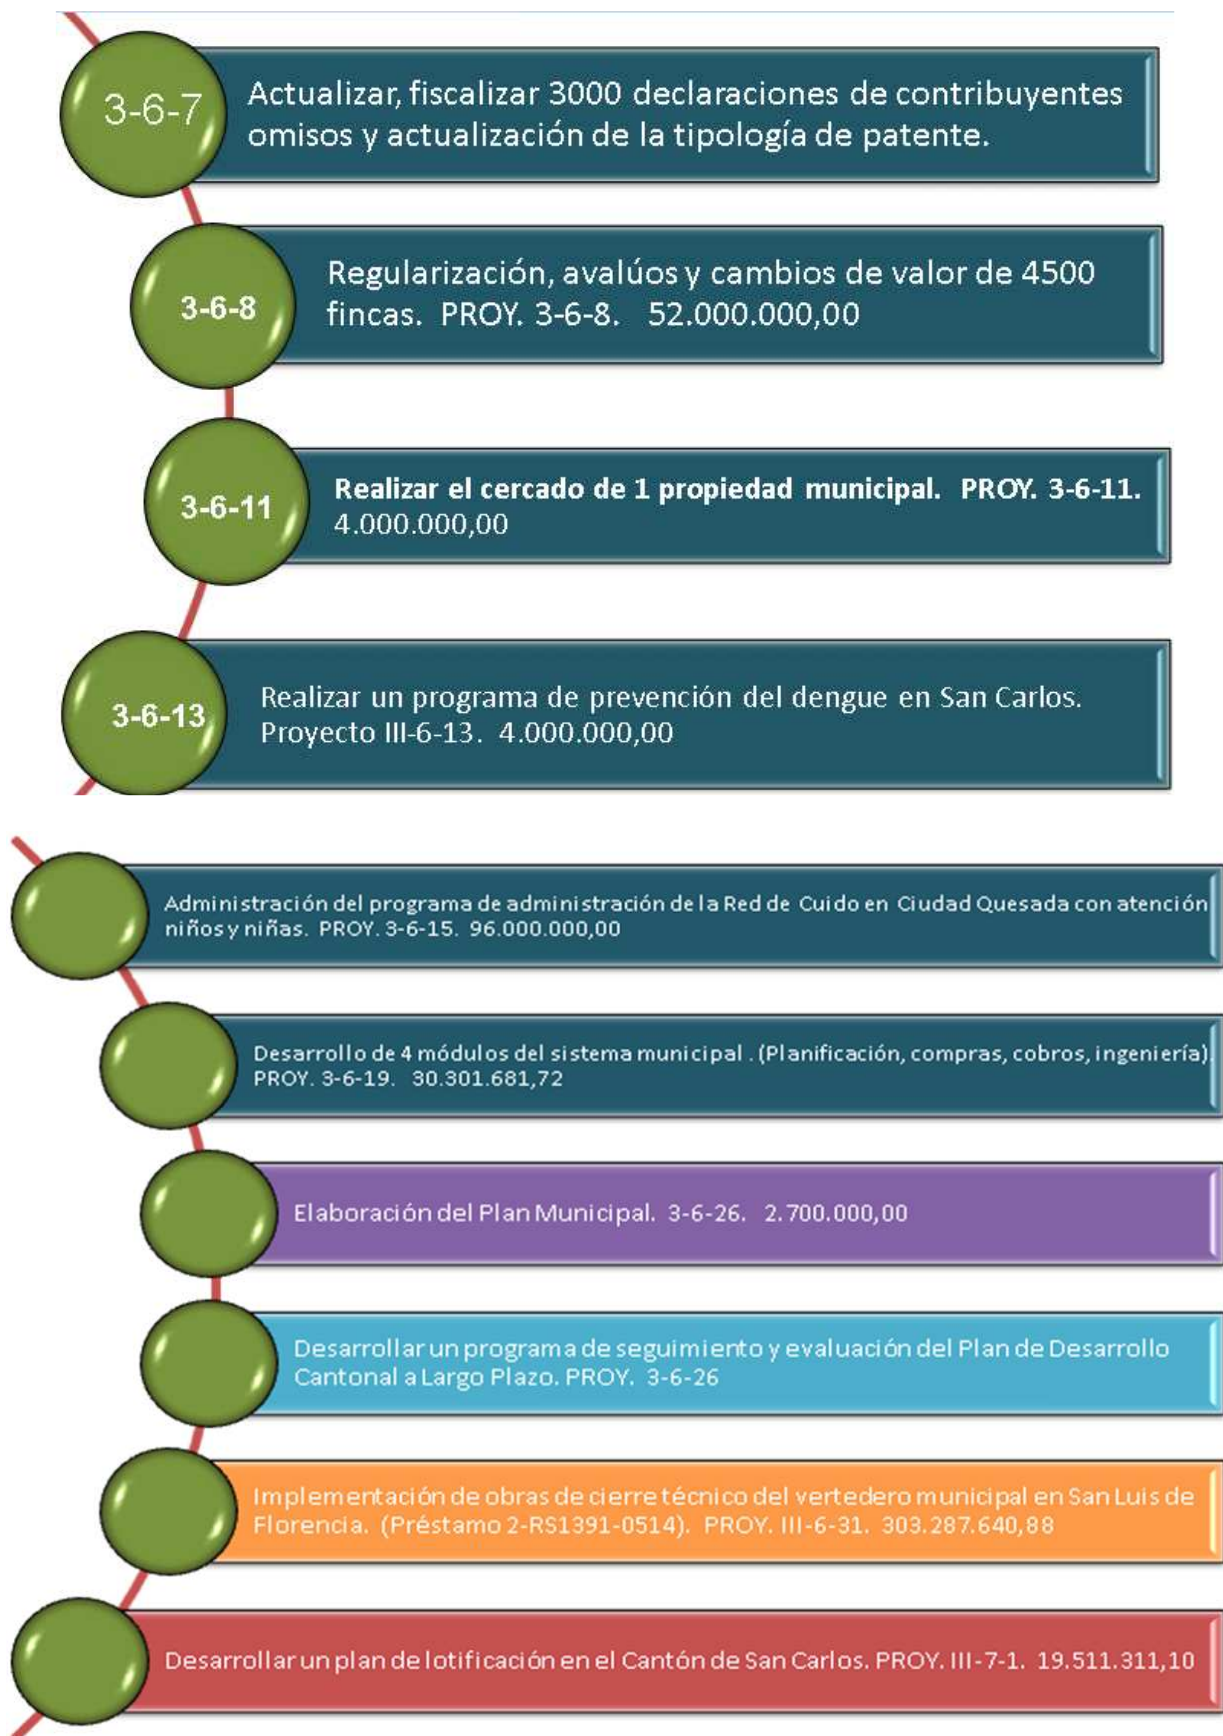 3-6-7
Actualizar, fiscalizar 3000 declaraciones de contribuyentes
omisos y actualización de la tipología de patente.
3-6-8
Regularización, avalúos y cambios de valor de 4500
fincas. PROY. 3-6-8. 52.000.000,00
3-6-11
Realizar el cercado de 1 propiedad municipal. PROY. 3-6-11.
4.000.000,00
3-6-13
Realizar un programa de prevención del dengue en San Carlos.
Proyecto III-6-13. 4.000.000,00
Administración del programa de administración de la Red de Cuido en Ciudad Quesada con atención
niños y niñas. PROY. 3-6-15. 96.000.000,00
Desarrollo de 4 módulos del sistema municipal . (Planificación, compras, cobros, ingeniería).
PROY. 3-6-19. 30.301.681,72
Elaboración del Plan Municipal. 3-6-26. 2.700.000,00
Desarrollar un programa de seguimiento y evaluación del Plan de Desarrollo
Cantonal a Largo Plazo. PROY. 3-6-26
Implementación de obras de cierre técnico del vertedero municipal en San Luis de
Florencia. (Préstamo 2-RS1391-0514). PROY. III-6-31. 303.287.640,88
Desarrollar un plan de lotificación en el Cantón de San Carlos. PROY. III-7-1. 19.511.311,10